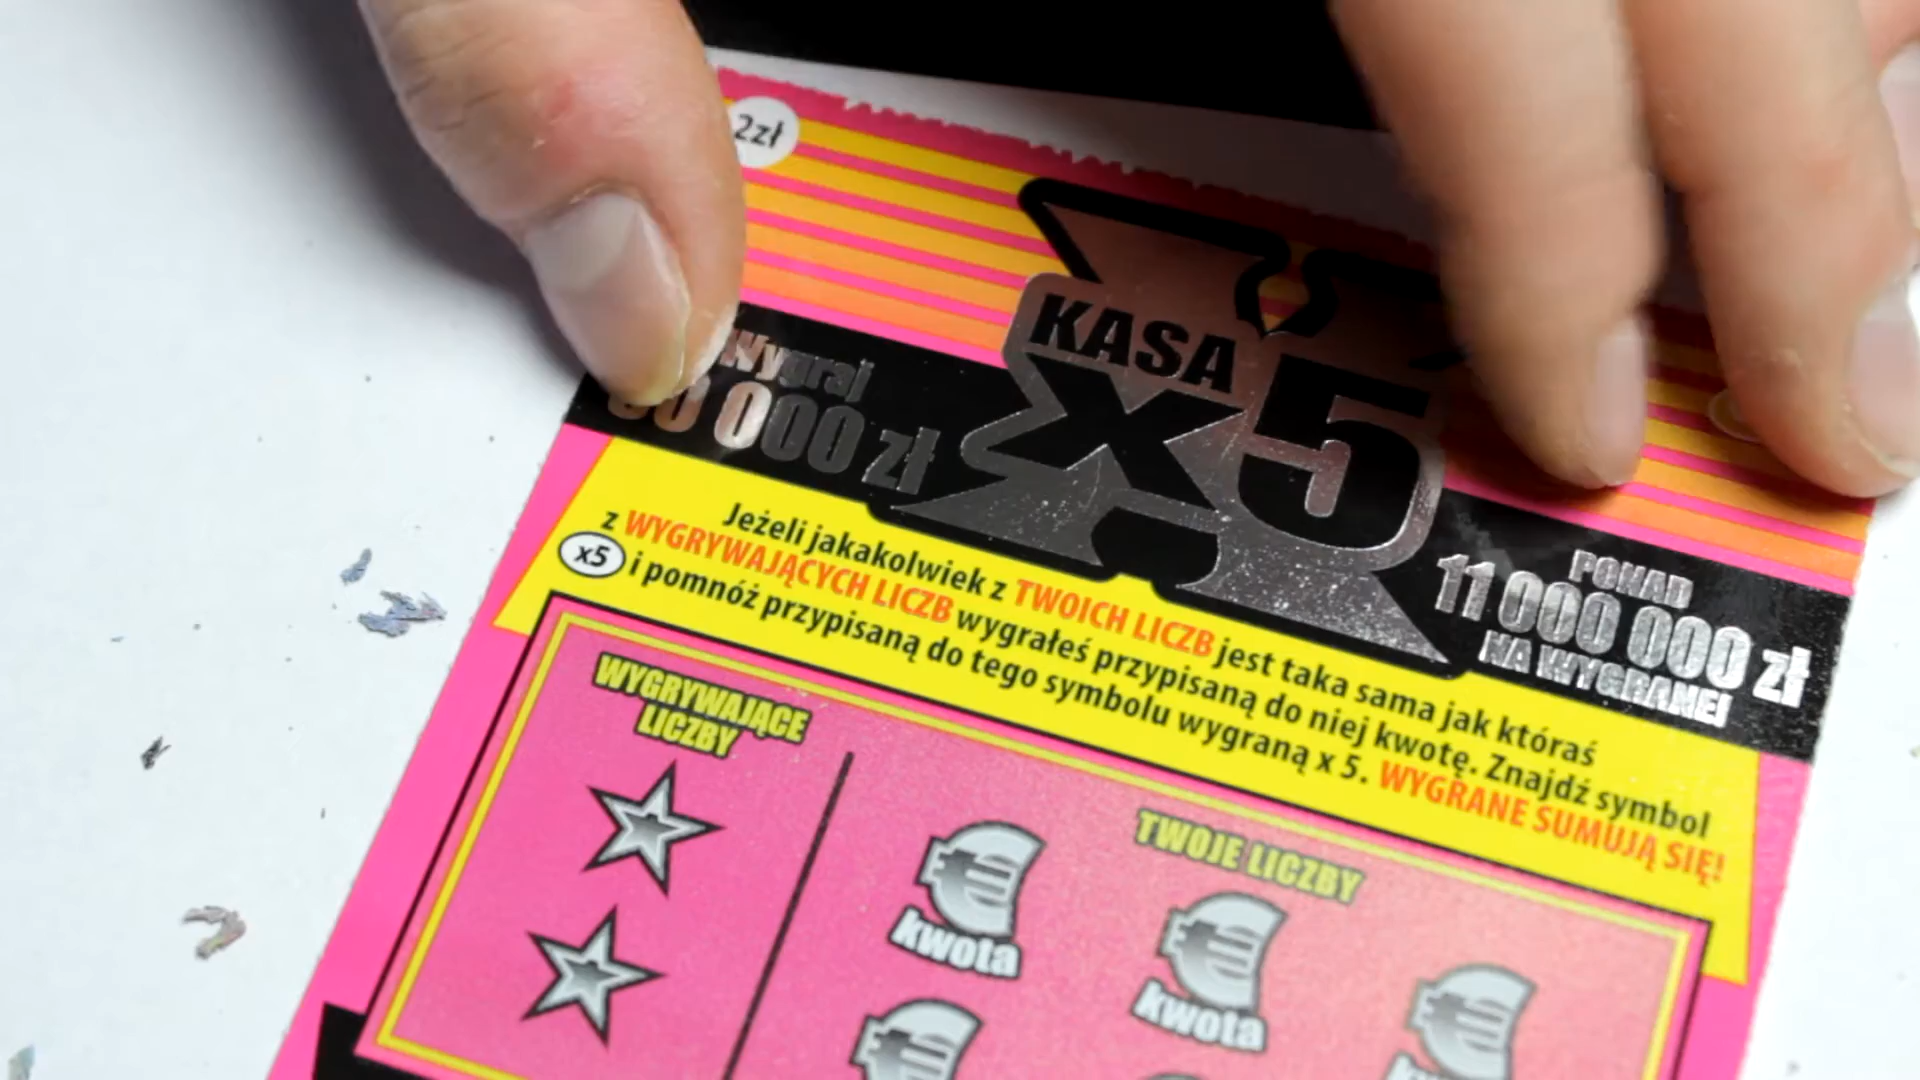 2zł
KASA
x5
Wygraj
000 zł
PONAD
11 000 000 zł
NA WYGRANE!
Jeżeli jakakolwiek z TWOICH LICZB jest taka sama jak któraś
z WYGRYWAJĄCYCH LICZB wygrałeś przypisaną do niej kwotę. Znajdź symbol
x5 i pomnóż przypisaną do tego symbolu wygraną x 5. WYGRANE SUMUJĄ SIĘ!
WYGRYWAJĄCE
LICZBY
TWOJE LICZBY
kwota
kwota